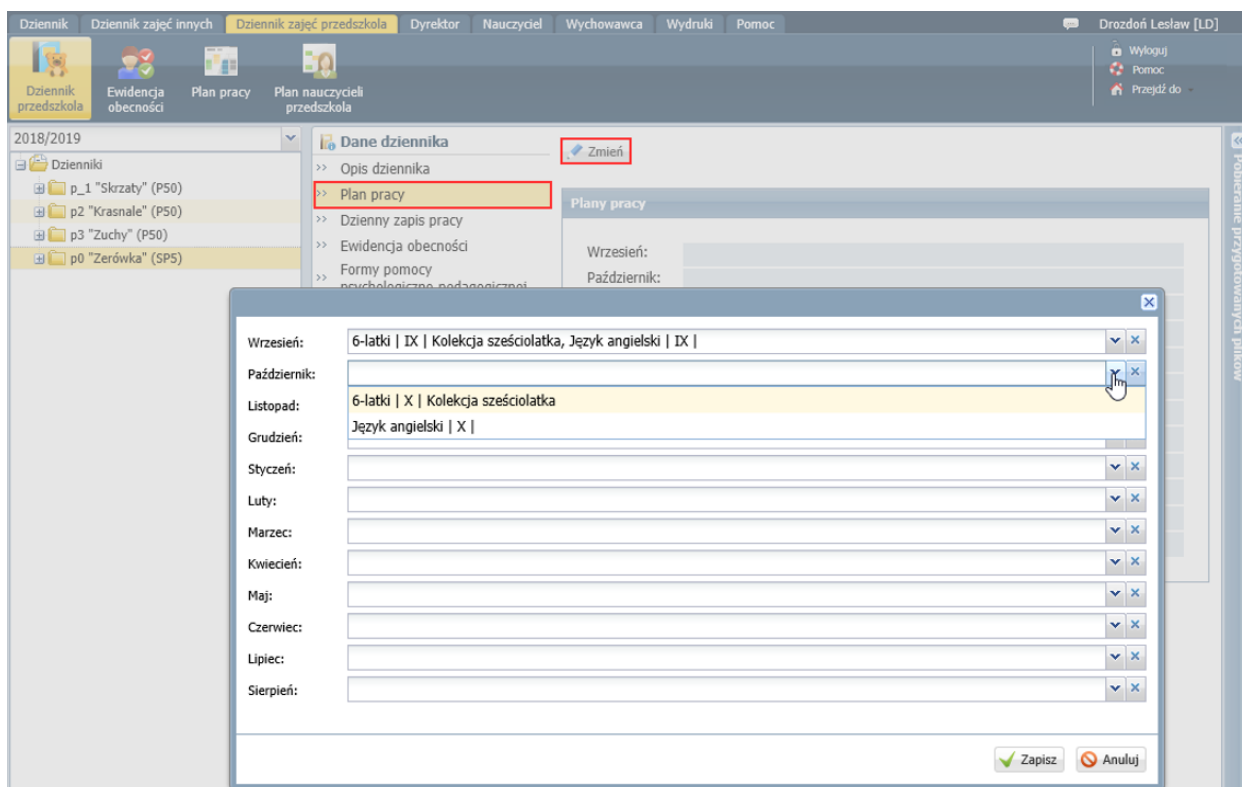 Dziennik Dziennik zajęć innych Dziennik zajęć przedszkola Dyrektor Nauczyciel Wychowawca Wydruki Pomoc Drozdoń Lesław [LD]
Dziennik przedszkola
Ewidencja obecności
Plan pracy
Plan nauczycieli przedszkola
Wyloguj
Pomoc
Przejdź do
2018/2019
Dzienniki
p_1 "Skrzaty" (P50)
p2 "Krasnale" (P50)
p3 "Zuchy" (P50)
p0 "Zerówka" (SP5)
Dane dziennika
>> Opis dziennika
>> Plan pracy
>> Dzienny zapis pracy
>> Ewidencja obecności
>> Formy pomocy
psychologiczno-pedagogicznej
Zmień
Plany pracy
Wrzesień:
Październik:
Pobieranie przygotowanych plików
Wrzesień: 6-latki | IX | Kolekcja sześciolatka, Język angielski | IX |
Październik:
6-latki | X | Kolekcja sześciolatka
Listopad:
Język angielski | X |
Grudzień:
Styczeń:
Luty:
Marzec:
Kwiecień:
Maj:
Czerwiec:
Lipiec:
Sierpień:
Zapisz Anuluj